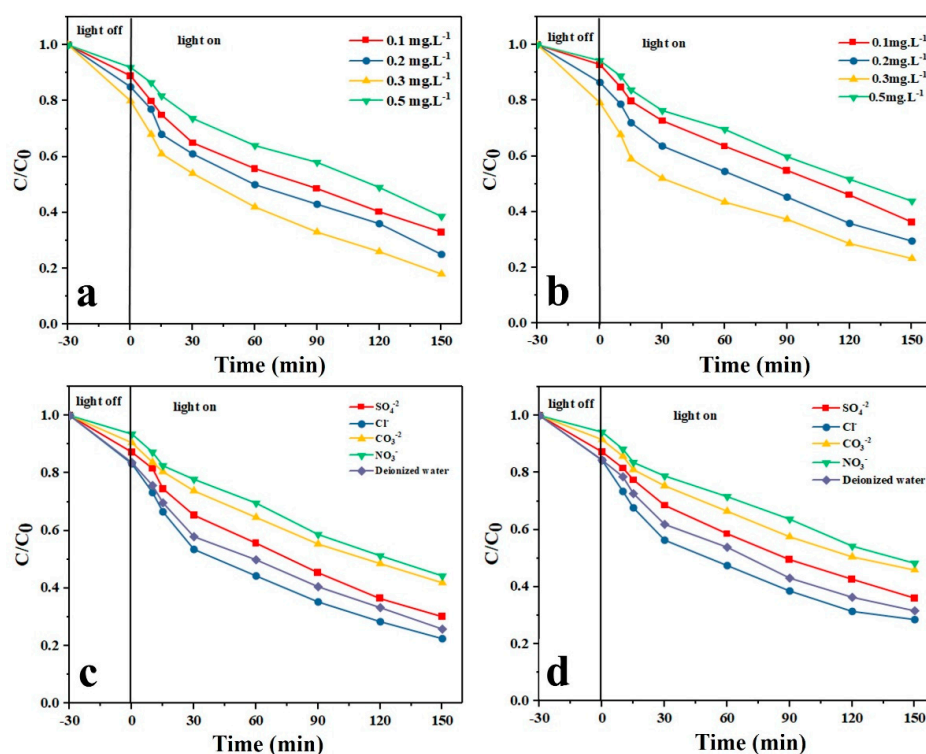 light off
light on
0.1 mg.L⁻¹
0.2 mg.L⁻¹
0.3 mg.L⁻¹
0.5 mg.L⁻¹
1.0
0.8
0.6
0.4
0.2
0.0
C/C₀
a
-30 0 30 60 90 120 150
Time (min)
light off
light on
0.1mg.L⁻¹
0.2mg.L⁻¹
0.3mg.L⁻¹
0.5mg.L⁻¹
1.0
0.8
0.6
0.4
0.2
0.0
C/C₀
b
-30 0 30 60 90 120 150
Time (min)
light off
light on
SO₄⁻²
Cl⁻
CO₃⁻²
NO₃⁻
Deionized water
1.0
0.8
0.6
0.4
0.2
0.0
C/C₀
c
-30 0 30 60 90 120 150
Time (min)
light off
light on
SO₄⁻²
Cl⁻
CO₃⁻²
NO₃⁻
Deionized water
1.0
0.8
0.6
0.4
0.2
0.0
C/C₀
d
-30 0 30 60 90 120 150
Time (min)